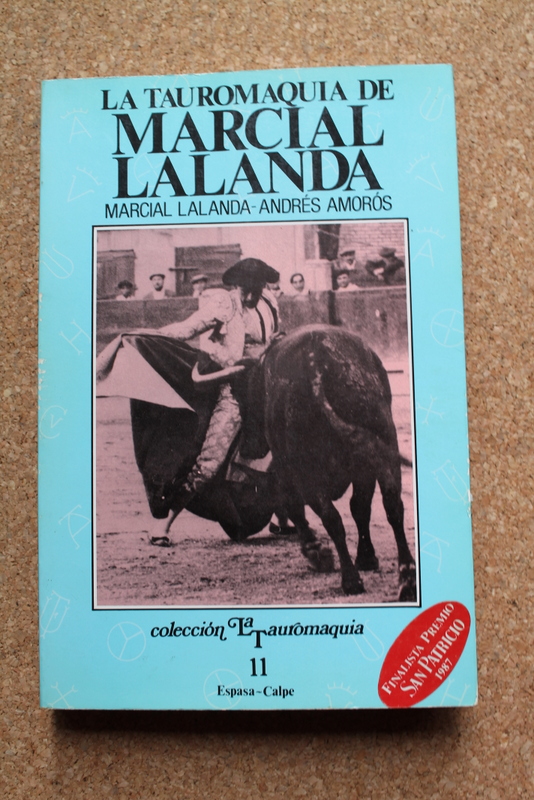 LA TAUROMAQUIA DE
MARCIAL
LALANDA
MARCIAL LALANDA-ANDRÉS AMORÓS
colección La Tauromaquia
11
Espasa-Calpe
FINALISTA PREMIO
SAN PATRICIO
1987